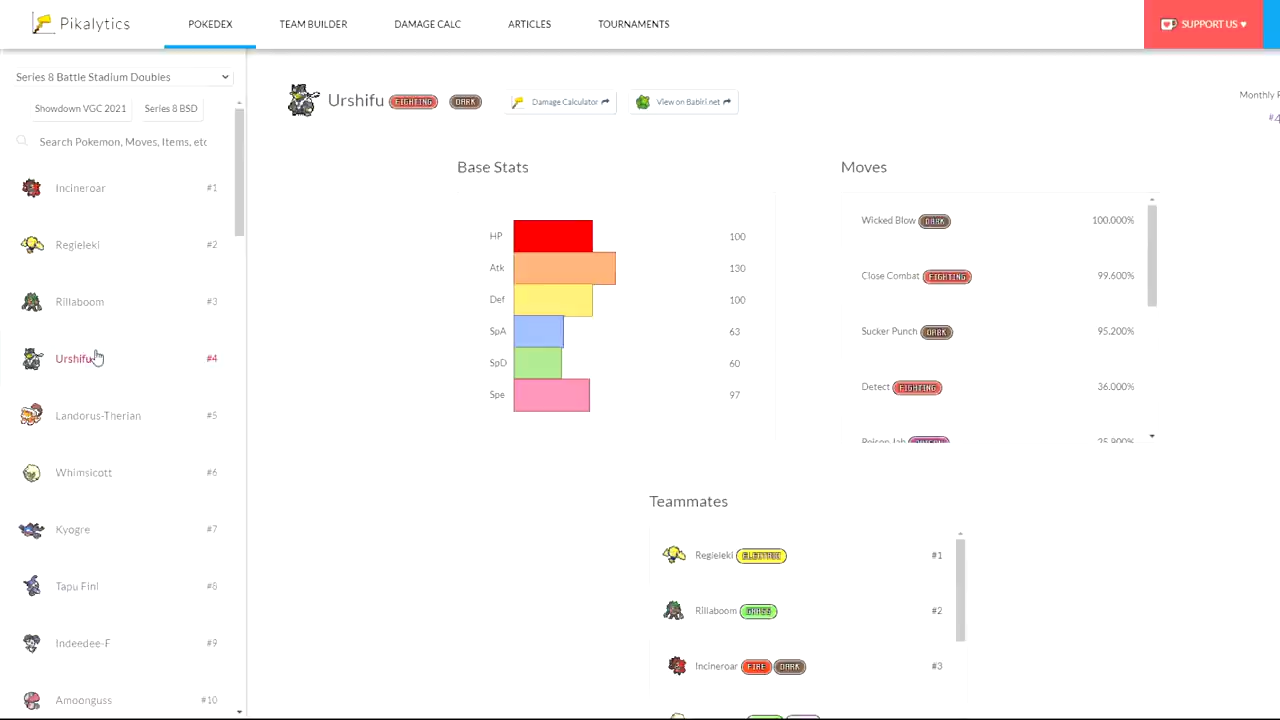 Pikalytics
POKEDEX
TEAM BUILDER
DAMAGE CALC
ARTICLES
TOURNAMENTS
SUPPORT US ♥
Series 8 Battle Stadium Doubles
Showdown VGC 2021
Series 8 BSD
Search Pokemon, Moves, Items, etc
Incineroar #1
Regieleki #2
Rillaboom #3
Urshifu #4
Landorus-Therian #5
Whimsicott #6
Kyogre #7
Tapu Fini #8
Indeedee-F #9
Amoonguss #10
Urshifu FIGHTING DARK
Damage Calculator
View on Babiri.net
Monthly
#4
Base Stats
HP 100
Atk 130
Def 100
SpA 63
SpD 60
Spe 97
Moves
Wicked Blow DARK 100.000%
Close Combat FIGHTING 99.600%
Sucker Punch DARK 95.200%
Detect FIGHTING 36.000%
Poison Jab 25.900%
Teammates
Regieleki ELECTRIC #1
Rillaboom GRASS #2
Incineroar FIRE DARK #3